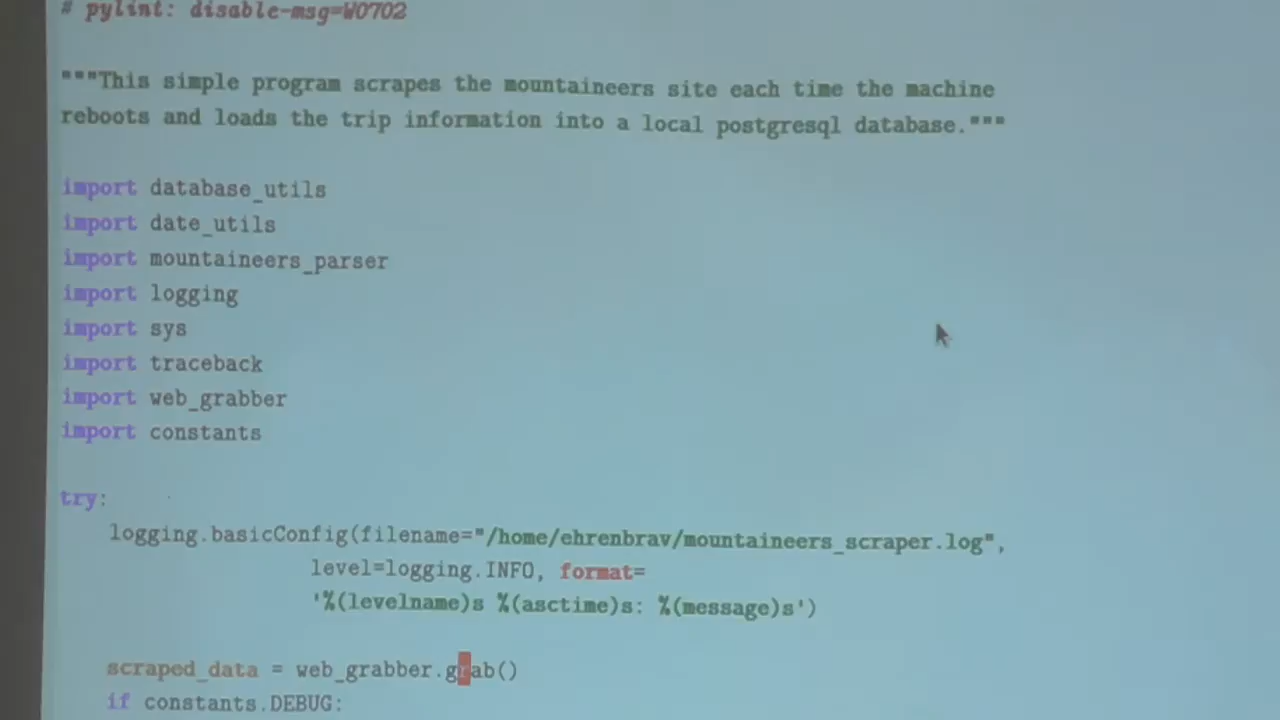 # pylint: disable-msg=W0702
"""This simple program scrapes the mountaineers site each time the machine
reboots and loads the trip information into a local postgresql database."""
import database_utils
import date_utils
import mountaineers_parser
import logging
import sys
import traceback
import web_grabber
import constants
try:
logging.basicConfig(filename="/home/ehrenbrav/mountaineers_scraper.log",
level=logging.INFO, format=
'%(levelname)s %(asctime)s: %(message)s')
scraped_data = web_grabber.grab()
if constants.DEBUG: